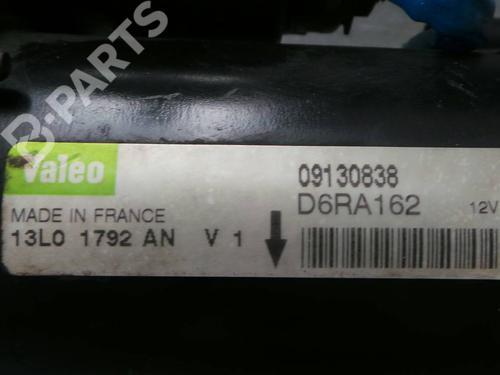 B-PARTS
Valeo
09130838
D6RA162 12V
MADE IN FRANCE
13L0 1792 AN V 1